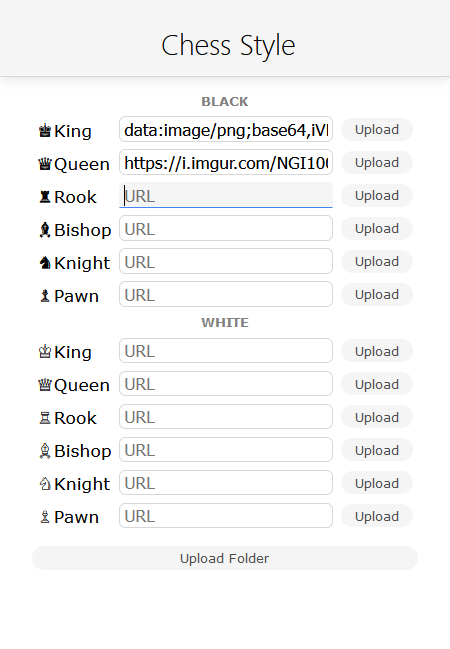 Chess Style
BLACK
♚King data:image/png;base64,iVI Upload
♛Queen https://i.imgur.com/NGI10 Upload
♜Rook URL Upload
♝Bishop URL Upload
♞Knight URL Upload
♝Pawn URL Upload
WHITE
♔King URL Upload
♕Queen URL Upload
♖Rook URL Upload
♗Bishop URL Upload
♘Knight URL Upload
♗Pawn URL Upload
Upload Folder